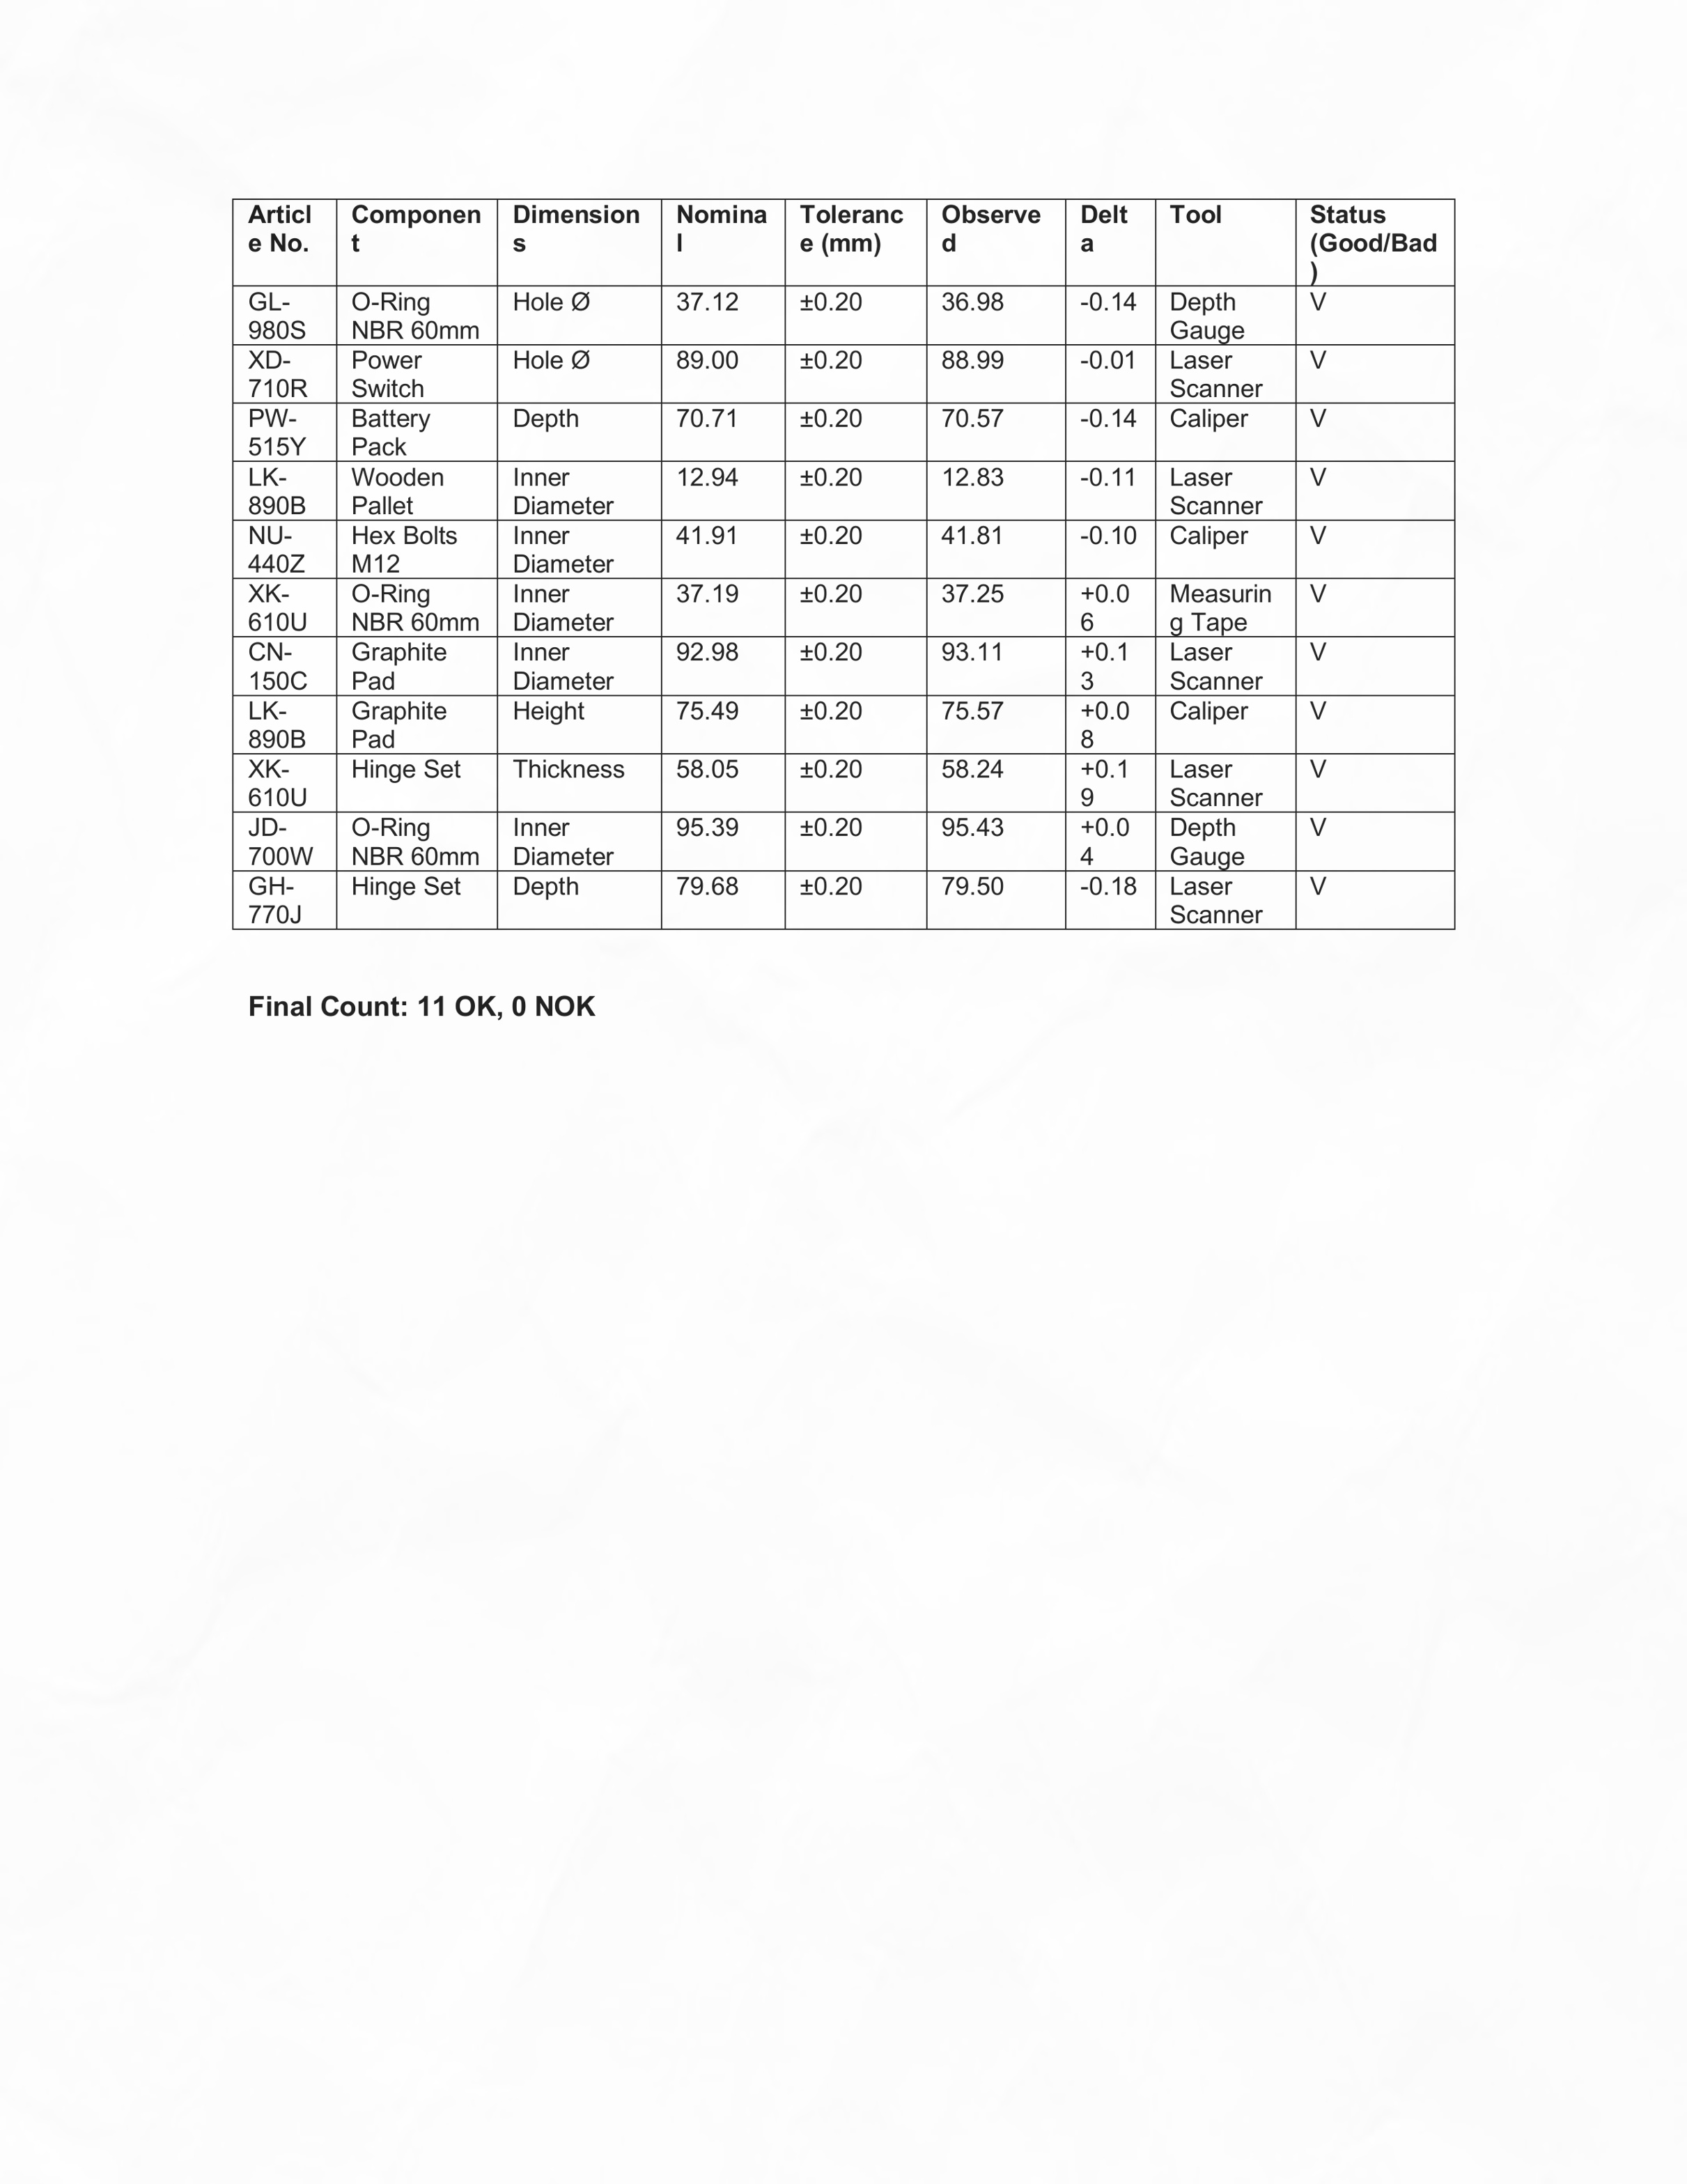 Article No. Component Dimensions Nominal Tolerance (mm) Observed Delta Tool Status (Good/Bad)
GL-980S O-Ring NBR 60mm Hole Ø 37.12 ±0.20 36.98 -0.14 Depth Gauge V
XD-710R Power Switch Hole Ø 89.00 ±0.20 88.99 -0.01 Laser Scanner V
PW-515Y Battery Pack Depth 70.71 ±0.20 70.57 -0.14 Caliper V
LK-890B Wooden Pallet Inner Diameter 12.94 ±0.20 12.83 -0.11 Laser Scanner V
NU-440Z Hex Bolts M12 Inner Diameter 41.91 ±0.20 41.81 -0.10 Caliper V
XK-610U O-Ring NBR 60mm Inner Diameter 37.19 ±0.20 37.25 +0.06 Measuring Tape V
CN-150C Graphite Pad Inner Diameter 92.98 ±0.20 93.11 +0.13 Laser Scanner V
LK-890B Graphite Pad Height 75.49 ±0.20 75.57 +0.08 Caliper V
XK-610U Hinge Set Thickness 58.05 ±0.20 58.24 +0.19 Laser Scanner V
JD-700W O-Ring NBR 60mm Inner Diameter 95.39 ±0.20 95.43 +0.04 Depth Gauge V
GH-770J Hinge Set Depth 79.68 ±0.20 79.50 -0.18 Laser Scanner V
Final Count: 11 OK, 0 NOK